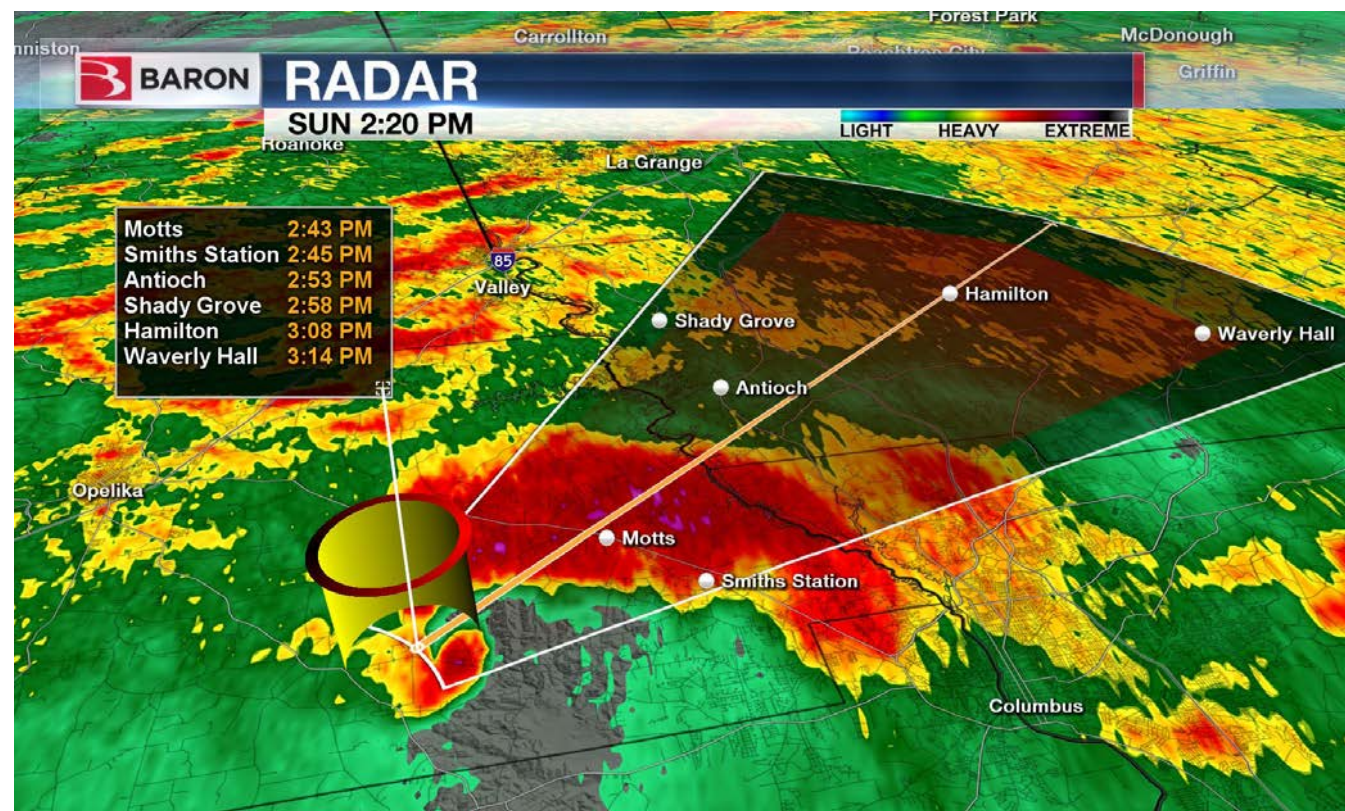 Forest Park
Carrollton
McDonough
nniston
Peachtree City
Griffin
BARON
RADAR
SUN 2:20 PM
LIGHT HEAVY EXTREME
Roanoke
La Grange
Motts 2:43 PM
Smiths Station 2:45 PM
Antioch 2:53 PM
Shady Grove 2:58 PM
Hamilton 3:08 PM
Waverly Hall 3:14 PM
85
Valley
Hamilton
Shady Grove
Waverly Hall
Antioch
Opelika
Motts
Smiths Station
Columbus